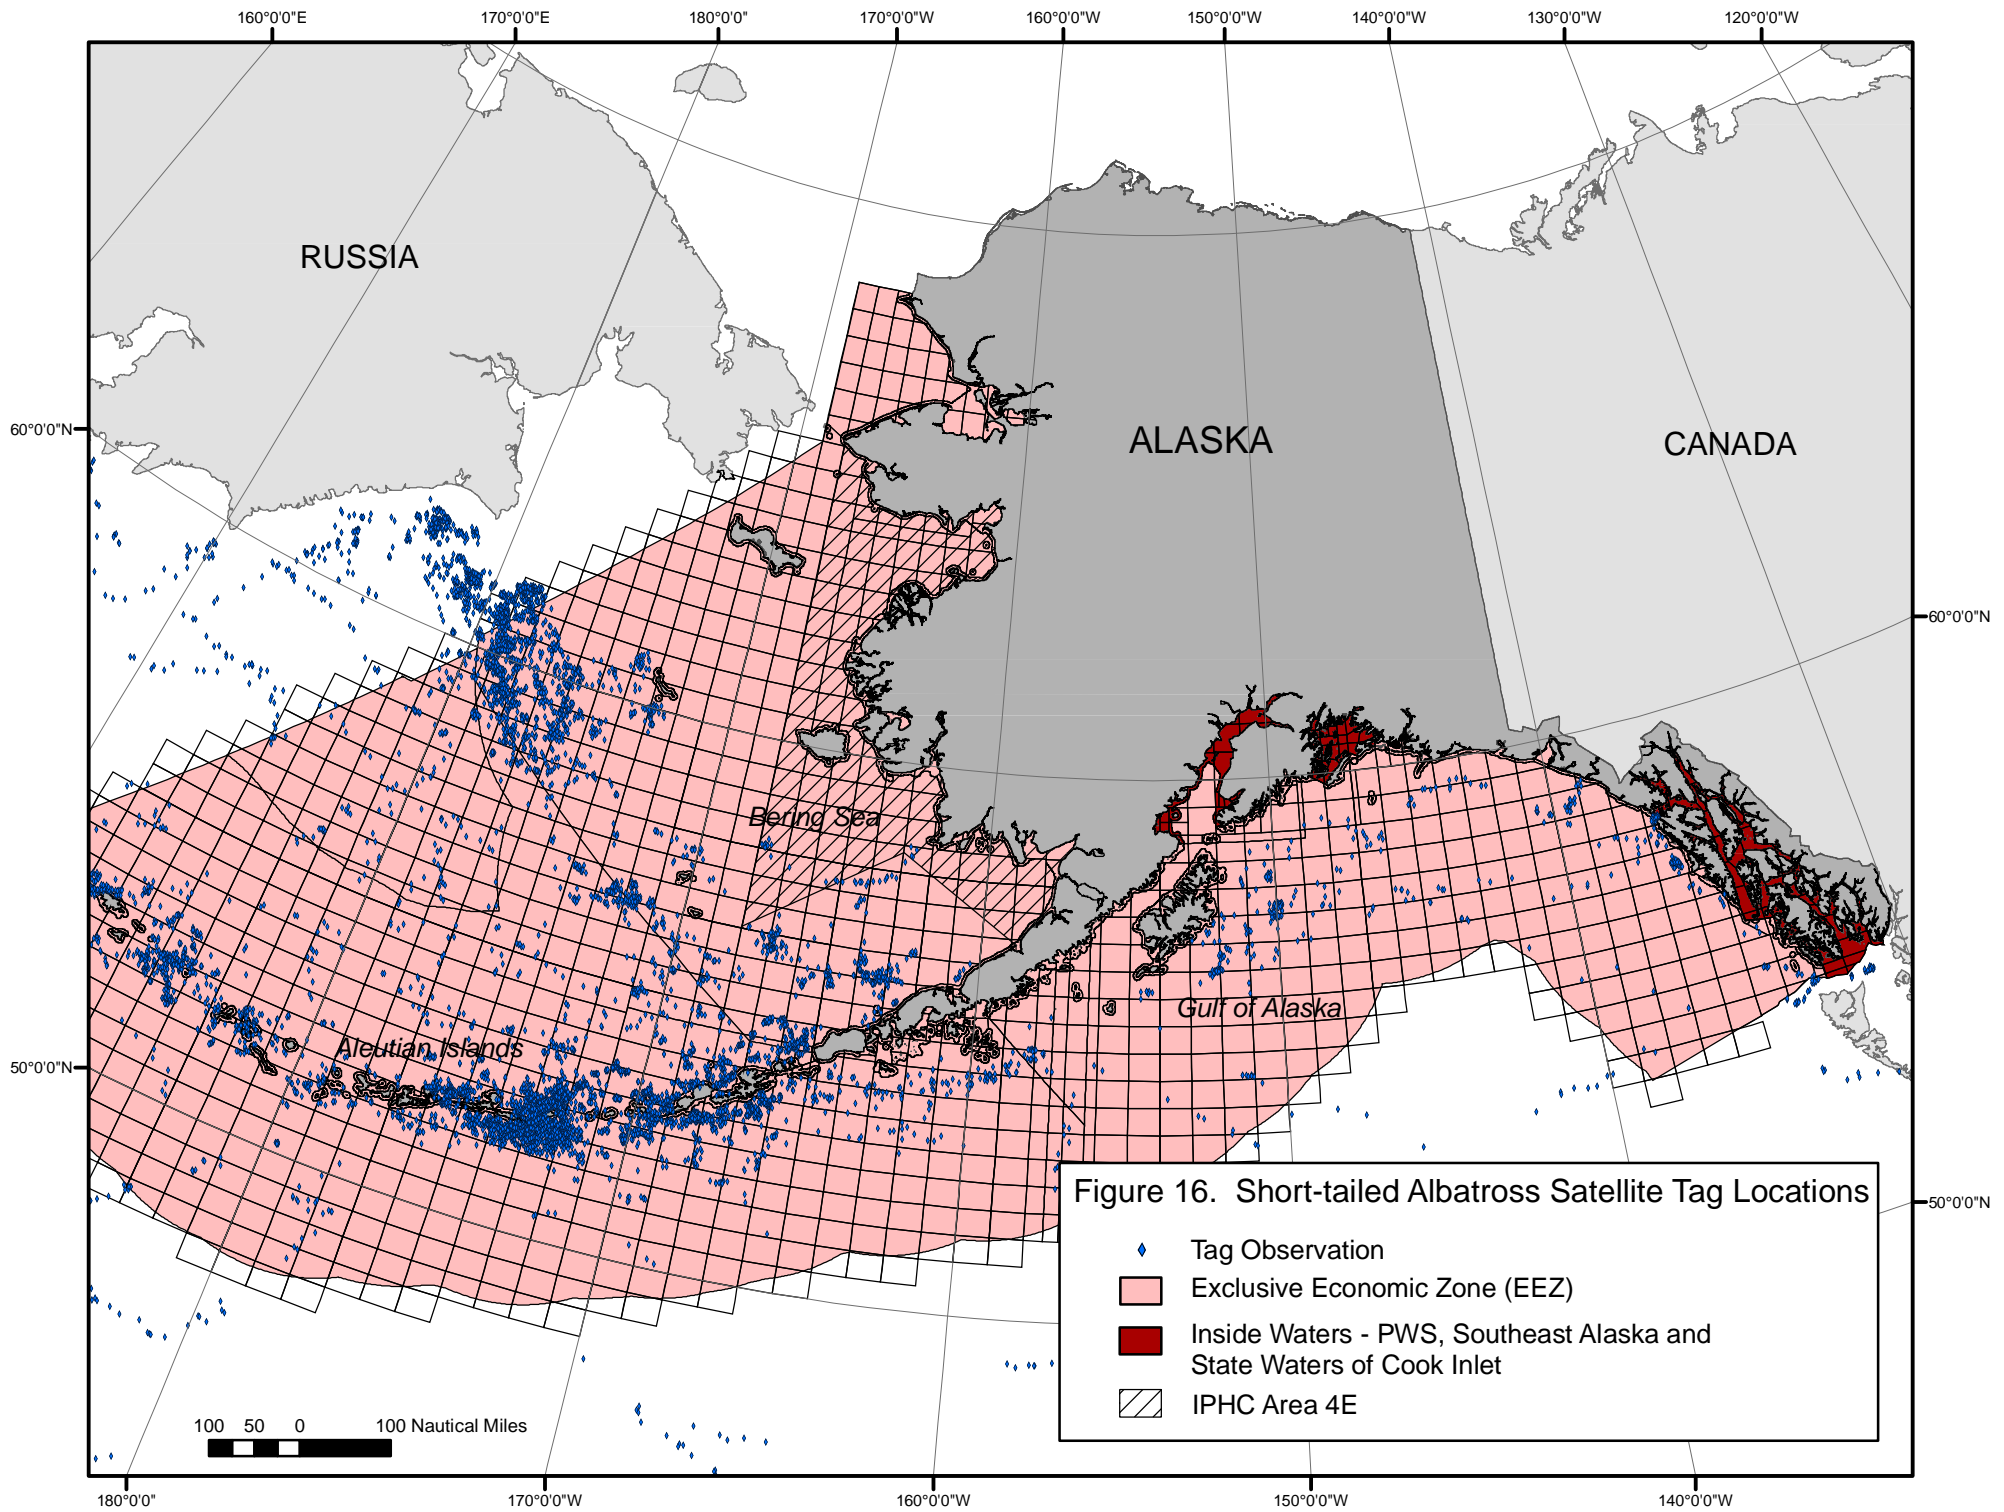 160°0'0"E 170°0'0"E 180°0'0" 170°0'0"W 160°0'0"W 150°0'0"W 140°0'0"W 130°0'0"W 120°0'0"W
RUSSIA
60°0'0"N
ALASKA
CANADA
60°0'0"N
Bering Sea
Gulf of Alaska
Aleutian Islands
50°0'0"N
Figure 16. Short-tailed Albatross Satellite Tag Locations
50°0'0"N
Tag Observation
Exclusive Economic Zone (EEZ)
Inside Waters - PWS, Southeast Alaska and
State Waters of Cook Inlet
IPHC Area 4E
100 50 0 100 Nautical Miles
180°0'0" 170°0'0"W 160°0'0"W 150°0'0"W 140°0'0"W